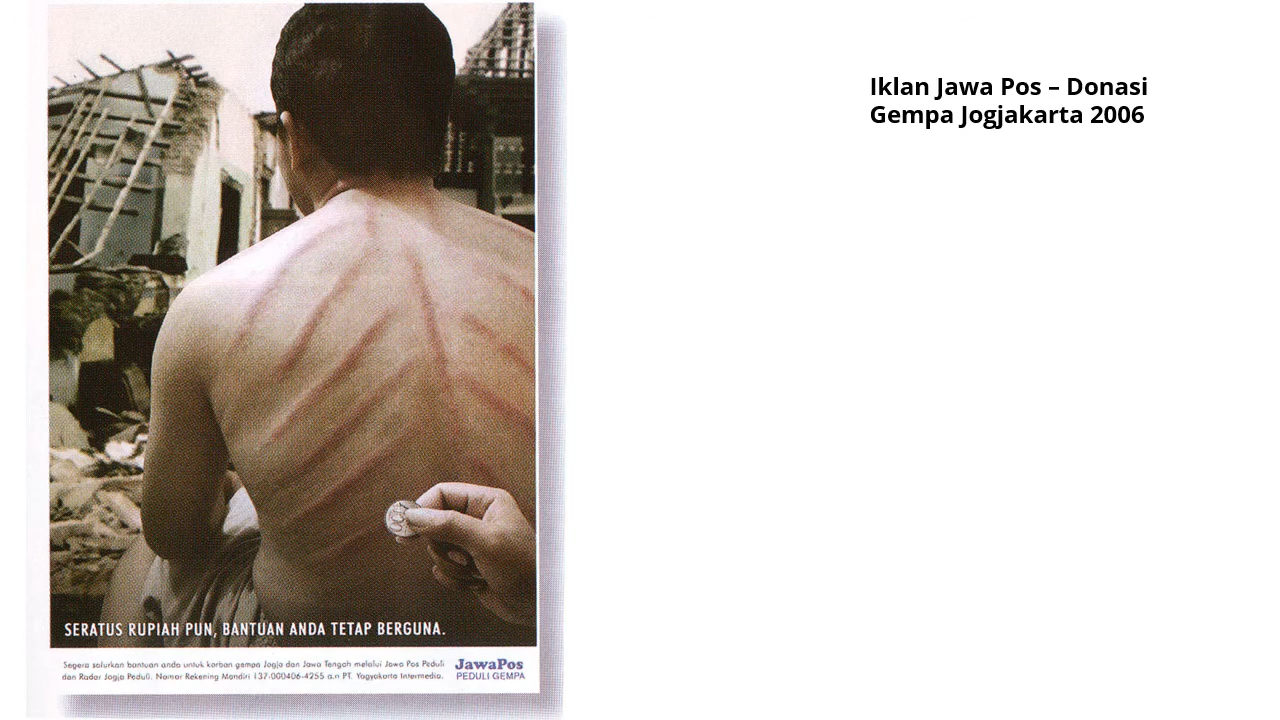 Iklan Jawa Pos – Donasi
Gempa Jogjakarta 2006
100
SERATUS RUPIAH PUN, BANTUAN ANDA TETAP BERGUNA.
Segera salurkan bantuan anda untuk korban gempa Jogja dan Jawa Tengah melalui Jawa Pos Peduli
dan Radar Jogja Peduli. Nomor Rekening Mandiri 137-000406-4255 a.n PT. Yogyakarta Intermedia.
JawaPos
PEDULI GEMPA